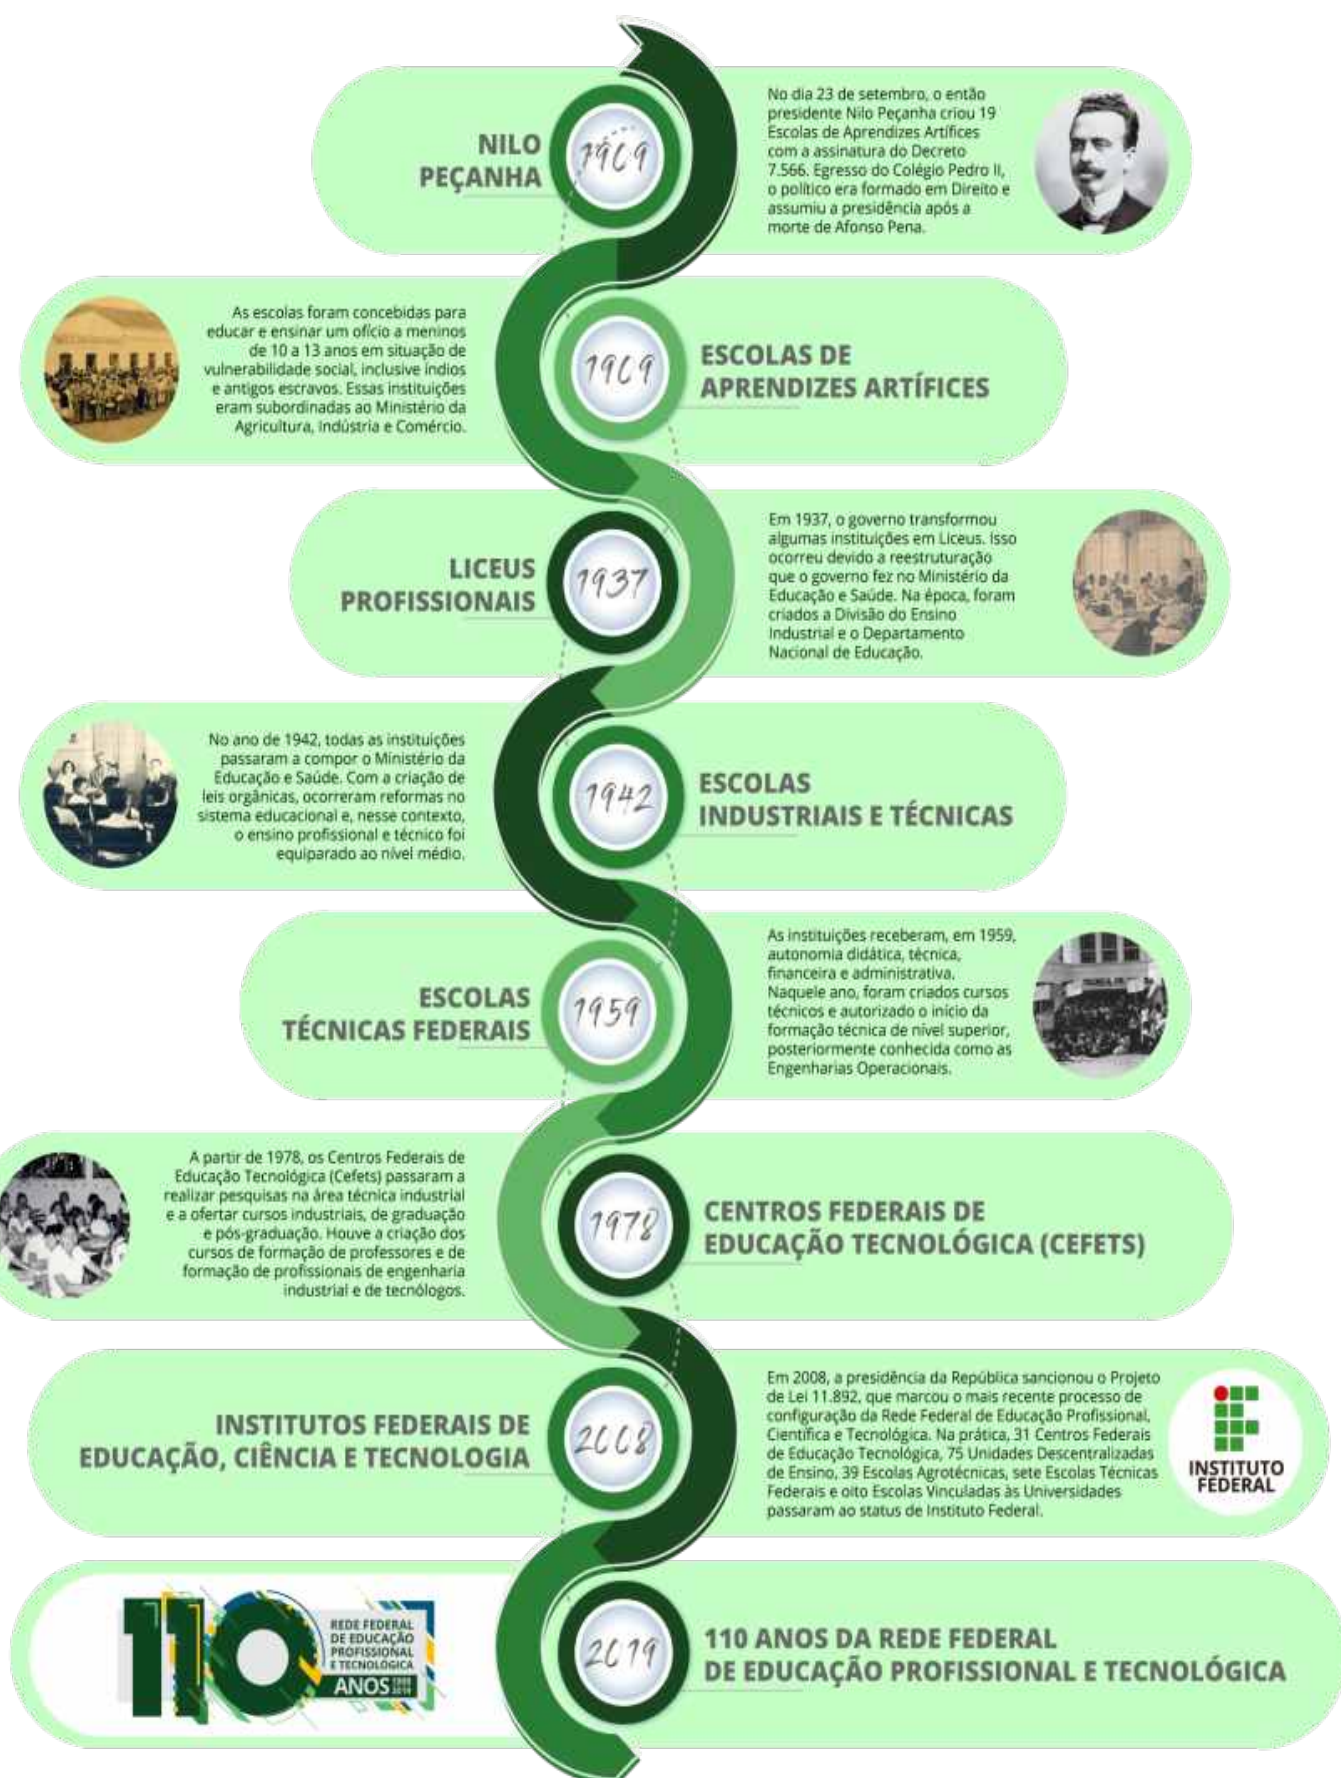 NILO
PEÇANHA
1909
No dia 23 de setembro, o então
presidente Nilo Peçanha criou 19
Escolas de Aprendizes Artífices
com a assinatura do Decreto
7.566. Egresso do Colégio Pedro II,
o político era formado em Direito e
assumiu a presidência após a
morte de Afonso Pena.
As escolas foram concebidas para
educar e ensinar um ofício a meninos
de 10 a 13 anos em situação de
vulnerabilidade social, inclusive índios
e antigos escravos. Essas instituições
eram subordinadas ao Ministério da
Agricultura, Indústria e Comércio.
1909
ESCOLAS DE
APRENDIZES ARTÍFICES
LICEUS
PROFISSIONAIS
1937
Em 1937, o governo transformou
algumas instituições em Liceus. Isso
ocorreu devido a reestruturação
que o governo fez no Ministério da
Educação e Saúde. Na época, foram
criados a Divisão do Ensino
Industrial e o Departamento
Nacional de Educação.
No ano de 1942, todas as instituições
passaram a compor o Ministério da
Educação e Saúde. Com a criação de
leis orgânicas, ocorreram reformas no
sistema educacional e, nesse contexto,
o ensino profissional e técnico foi
equiparado ao nível médio.
1942
ESCOLAS
INDUSTRIAIS E TÉCNICAS
ESCOLAS
TÉCNICAS FEDERAIS
1959
As instituições receberam, em 1959,
autonomia didática, técnica,
financeira e administrativa.
Naquele ano, foram criados cursos
técnicos e autorizado o início da
formação técnica de nível superior,
posteriormente conhecida como as
Engenharias Operacionais.
A partir de 1978, os Centros Federais de
Educação Tecnológica (Cefets) passaram a
realizar pesquisas na área técnica industrial
e a ofertar cursos industriais, de graduação
e pós-graduação. Houve a criação dos
cursos de formação de professores e de
formação de profissionais de engenharia
industrial e de tecnólogos.
1978
CENTROS FEDERAIS DE
EDUCAÇÃO TECNOLÓGICA (CEFETS)
INSTITUTOS FEDERAIS DE
EDUCAÇÃO, CIÊNCIA E TECNOLOGIA
2008
Em 2008, a presidência da República sancionou o Projeto
de Lei 11.892, que marcou o mais recente processo de
configuração da Rede Federal de Educação Profissional,
Científica e Tecnológica. Na prática, 31 Centros Federais
de Educação Tecnológica, 75 Unidades Descentralizadas
de Ensino, 39 Escolas Agrotécnicas, sete Escolas Técnicas
Federais e oito Escolas Vinculadas às Universidades
passaram ao status de Instituto Federal.
INSTITUTO
FEDERAL
110
REDE FEDERAL
DE EDUCAÇÃO
PROFISSIONAL
E TECNOLÓGICA
ANOS 1909
2019
2019
110 ANOS DA REDE FEDERAL
DE EDUCAÇÃO PROFISSIONAL E TECNOLÓGICA